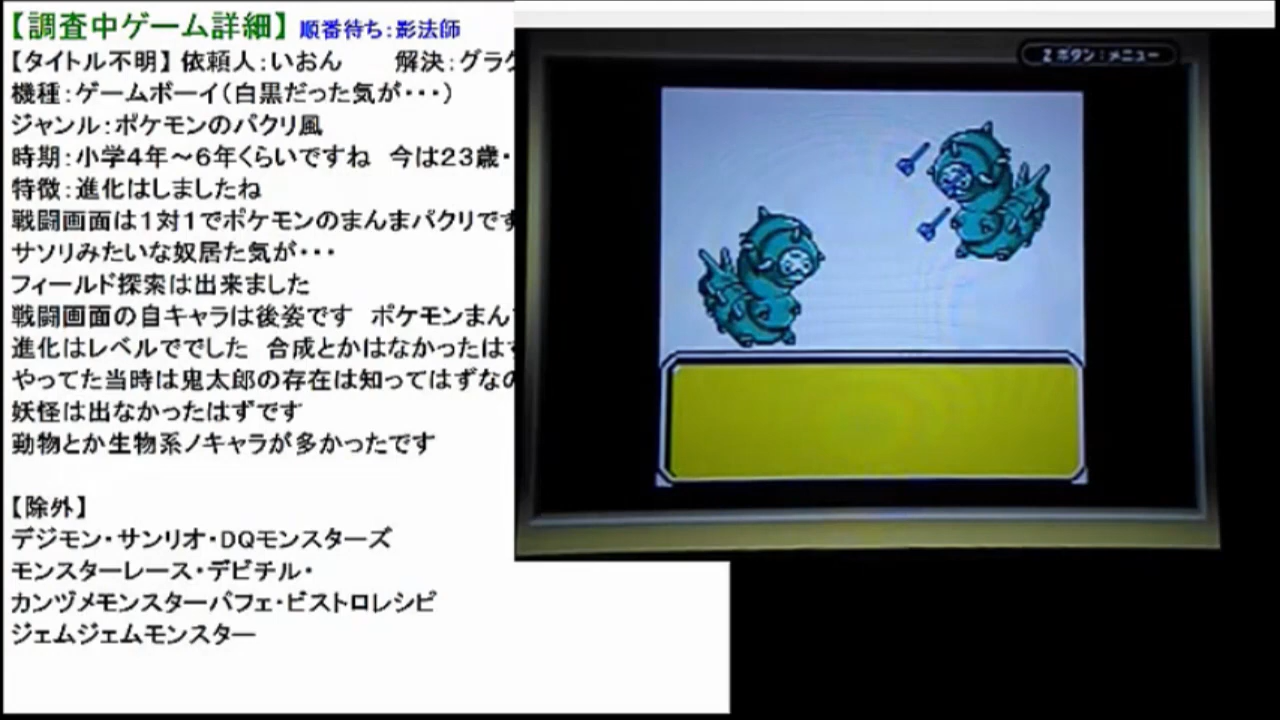 【調査中ゲーム詳細】 順番待ち：影法師
【タイトル不明】 依頼人：いおん 解決：グラ
機種：ゲームボーイ（白黒だった気が・・・）
ジャンル：ポケモンのパクリ風
時期：小学４年～６年くらいですね 今は２３歳・
特徴：進化はしましたね
戦闘画面は１対１でポケモンのまんまパクリです
サソリみたいな奴居た気が・・・
フィールド探索は出来ました
戦闘画面の自キャラは後姿です ポケモンまん
進化はレベルででした 合成とかはなかったはず
やってた当時は鬼太郎の存在は知ってはずなの
妖怪は出なかったはずです
動物とか生物系ノキャラが多かったです
【除外】
デジモン・サンリオ・DQモンスターズ
モンスターレース・デビチル・
カンヅメモンスターパフェ・ビストロレシピ
ジェムジェムモンスター
Z ボタン：メニュー